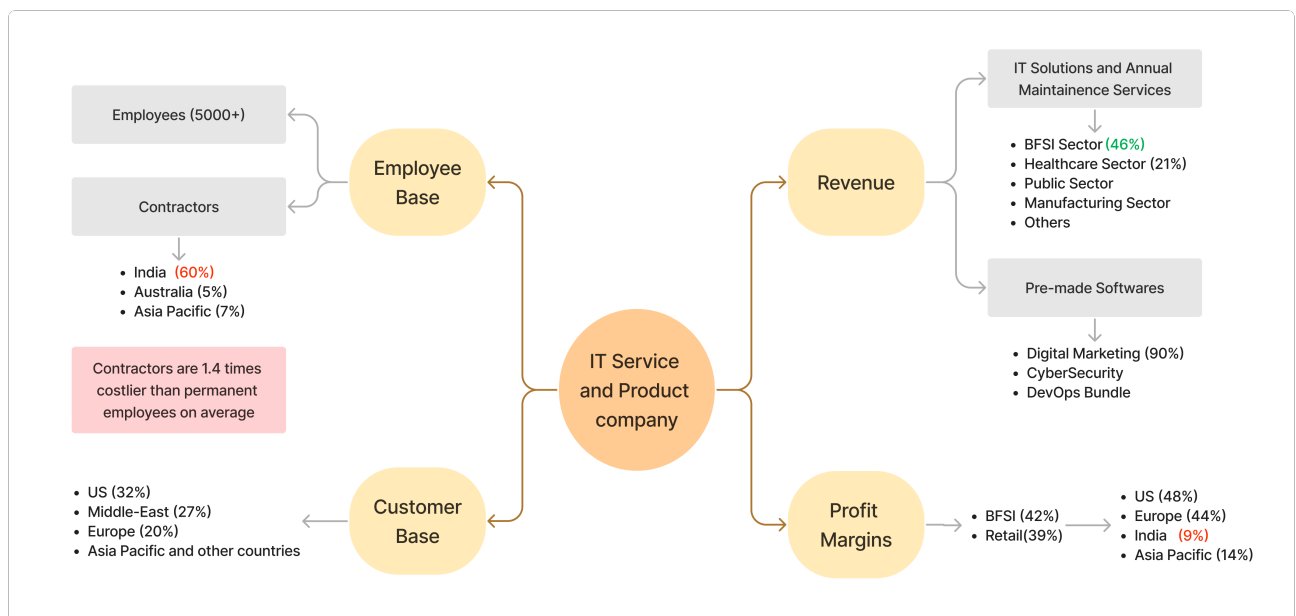 Employees (5000+)
Contractors
• India (60%)
• Australia (5%)
• Asia Pacific (7%)
Contractors are 1.4 times
costlier than permanent
employees on average
Employee
Base
IT Service
and Product
company
Customer
Base
• US (32%)
• Middle-East (27%)
• Europe (20%)
• Asia Pacific and other countries
Revenue
IT Solutions and Annual
Maintainence Services
• BFSI Sector (46%)
• Healthcare Sector (21%)
• Public Sector
• Manufacturing Sector
• Others
Pre-made Softwares
• Digital Marketing (90%)
• CyberSecurity
• DevOps Bundle
Profit
Margins
• BFSI (42%)
• Retail(39%)
• US (48%)
• Europe (44%)
• India (9%)
• Asia Pacific (14%)